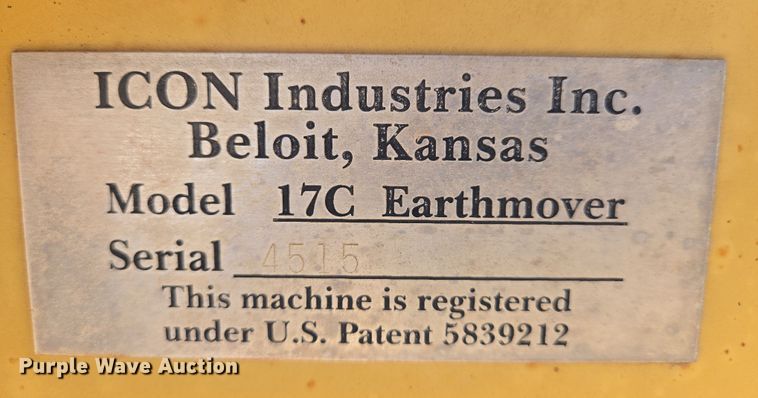 ICON Industries Inc.
Beloit, Kansas
Model 17C Earthmover
Serial 4515
This machine is registered
under U.S. Patent 5839212
Purple Wave Auction